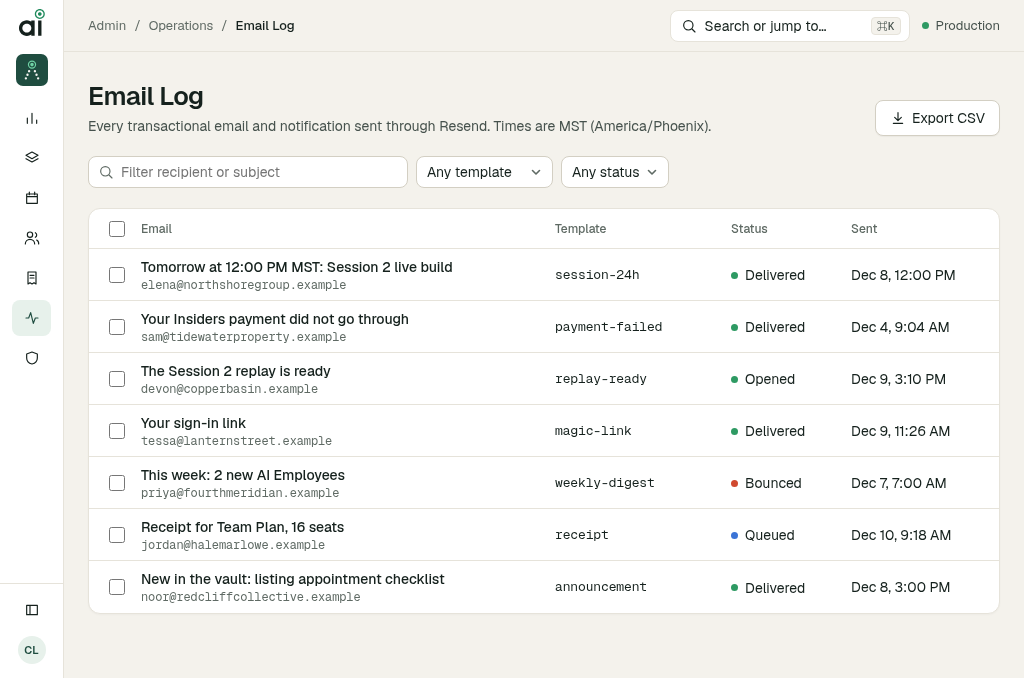 ai
Admin / Operations / Email Log
Search or jump to… ⌘K
Production
Email Log
Every transactional email and notification sent through Resend. Times are MST (America/Phoenix).
Export CSV
Filter recipient or subject
Any template
Any status
Email Template Status Sent
Tomorrow at 12:00 PM MST: Session 2 live build
elena@northshoregroup.example
session-24h Delivered Dec 8, 12:00 PM
Your Insiders payment did not go through
sam@tidewaterproperty.example
payment-failed Delivered Dec 4, 9:04 AM
The Session 2 replay is ready
devon@copperbasin.example
replay-ready Opened Dec 9, 3:10 PM
Your sign-in link
tessa@lanternstreet.example
magic-link Delivered Dec 9, 11:26 AM
This week: 2 new AI Employees
priya@fourthmeridian.example
weekly-digest Bounced Dec 7, 7:00 AM
Receipt for Team Plan, 16 seats
jordan@halemarlowe.example
receipt Queued Dec 10, 9:18 AM
New in the vault: listing appointment checklist
noor@redcliffcollective.example
announcement Delivered Dec 8, 3:00 PM
CL